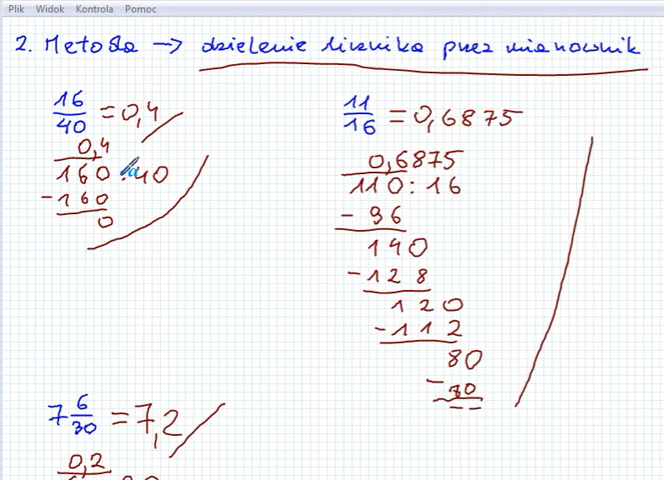 Plik Widok Kontrola Pomoc
2. Metoda → dzielenie licznika przez mianownik
16/40 = 0,4
0,4
160 : 40
-160
0
11/16 = 0,6875
0,6875
110 : 16
- 96
140
-128
120
-112
80
-80
--
7 6/30 = 7,2
0,2